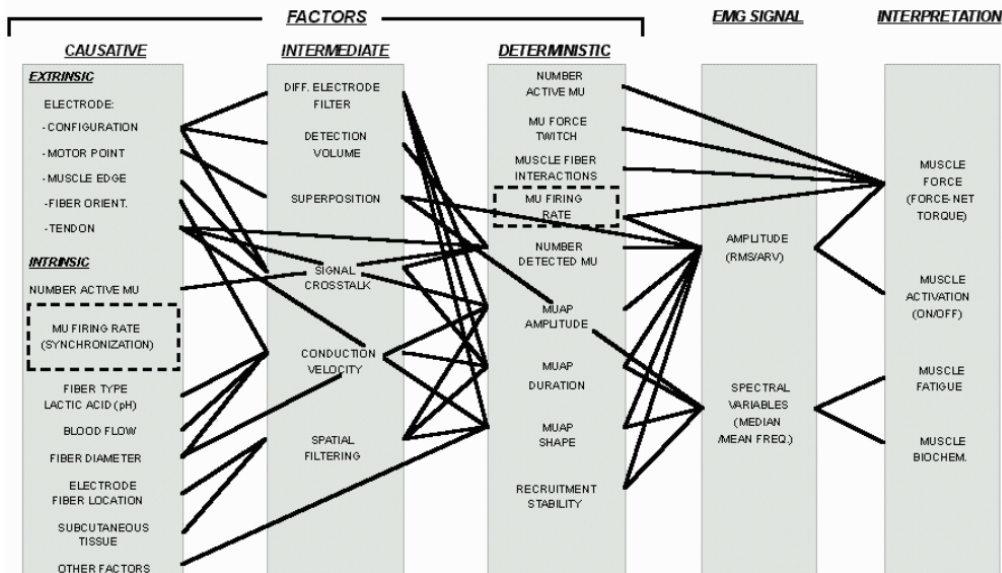 FACTORS
EMG SIGNAL
INTERPRETATION
CAUSATIVE
INTERMEDIATE
DETERMINISTIC
EXTRINSIC
ELECTRODE:
- CONFIGURATION
- MOTOR POINT
- MUSCLE EDGE
- FIBER ORIENT.
- TENDON
INTRINSIC
NUMBER ACTIVE MU
MU FIRING RATE
(SYNCHRONIZATION)
FIBER TYPE
LACTIC ACID (pH)
BLOOD FLOW
FIBER DIAMETER
ELECTRODE
FIBER LOCATION
SUBCUTANEOUS
TISSUE
OTHER FACTORS
DIFF. ELECTRODE
FILTER
DETECTION
VOLUME
SUPERPOSITION
SIGNAL
CROSSTALK
CONDUCTION
VELOCITY
SPATIAL
FILTERING
NUMBER
ACTIVE MU
MU FORCE
TWITCH
MUSCLE FIBER
INTERACTIONS
MU FIRING
RATE
NUMBER
DETECTED MU
MUAP
AMPLITUDE
MUAP
DURATION
MUAP
SHAPE
RECRUITMENT
STABILITY
AMPLITUDE
(RMS/ARV)
SPECTRAL
VARIABLES
(MEDIAN
/MEAN FREQ.)
MUSCLE
FORCE
(FORCE- NET
TORQUE)
MUSCLE
ACTIVATION
(ON/OFF)
MUSCLE
FATIGUE
MUSCLE
BIOCHEM.